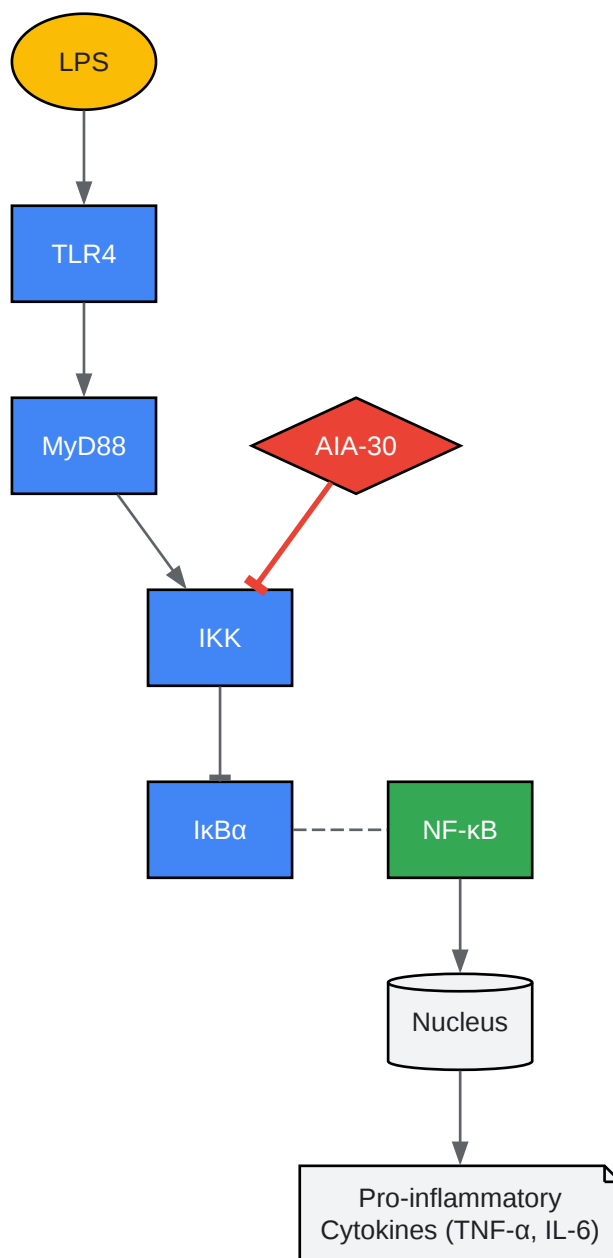 LPS
TLR4
MyD88
AIA-30
IKK
IκBα
NF-κB
Nucleus
Pro-inflammatory
Cytokines (TNF-α, IL-6)